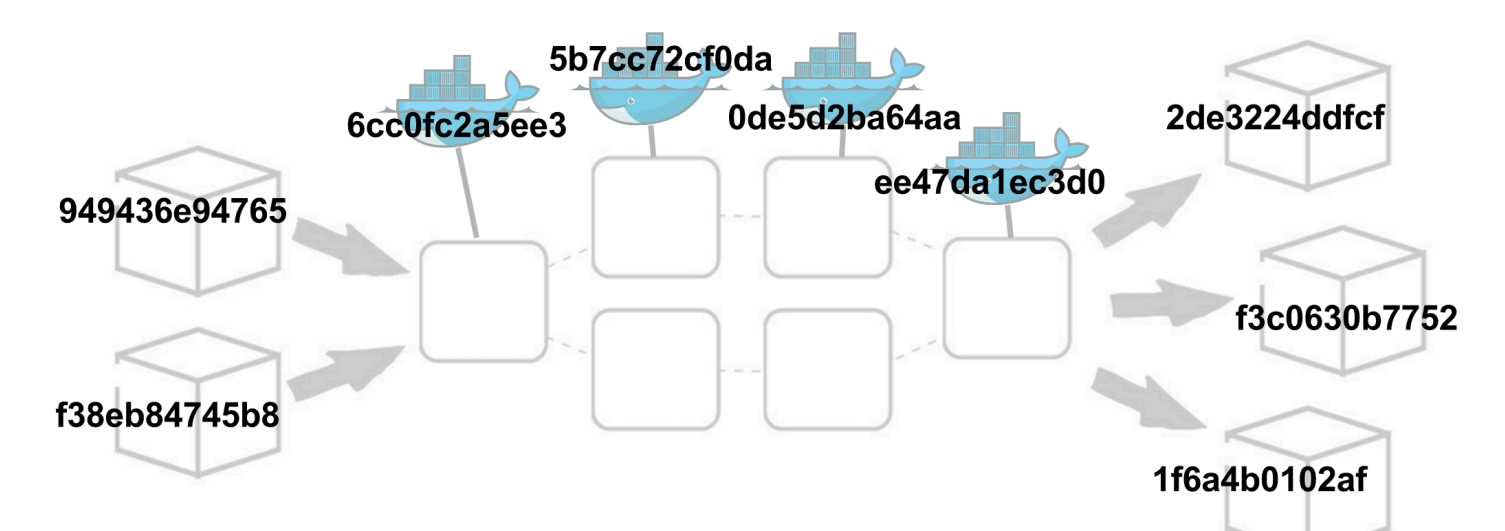 5b7cc72cf0da
6cc0fc2a5ee3
0de5d2ba64aa
2de3224ddfcf
ee47da1ec3d0
949436e94765
f3c0630b7752
f38eb84745b8
1f6a4b0102af